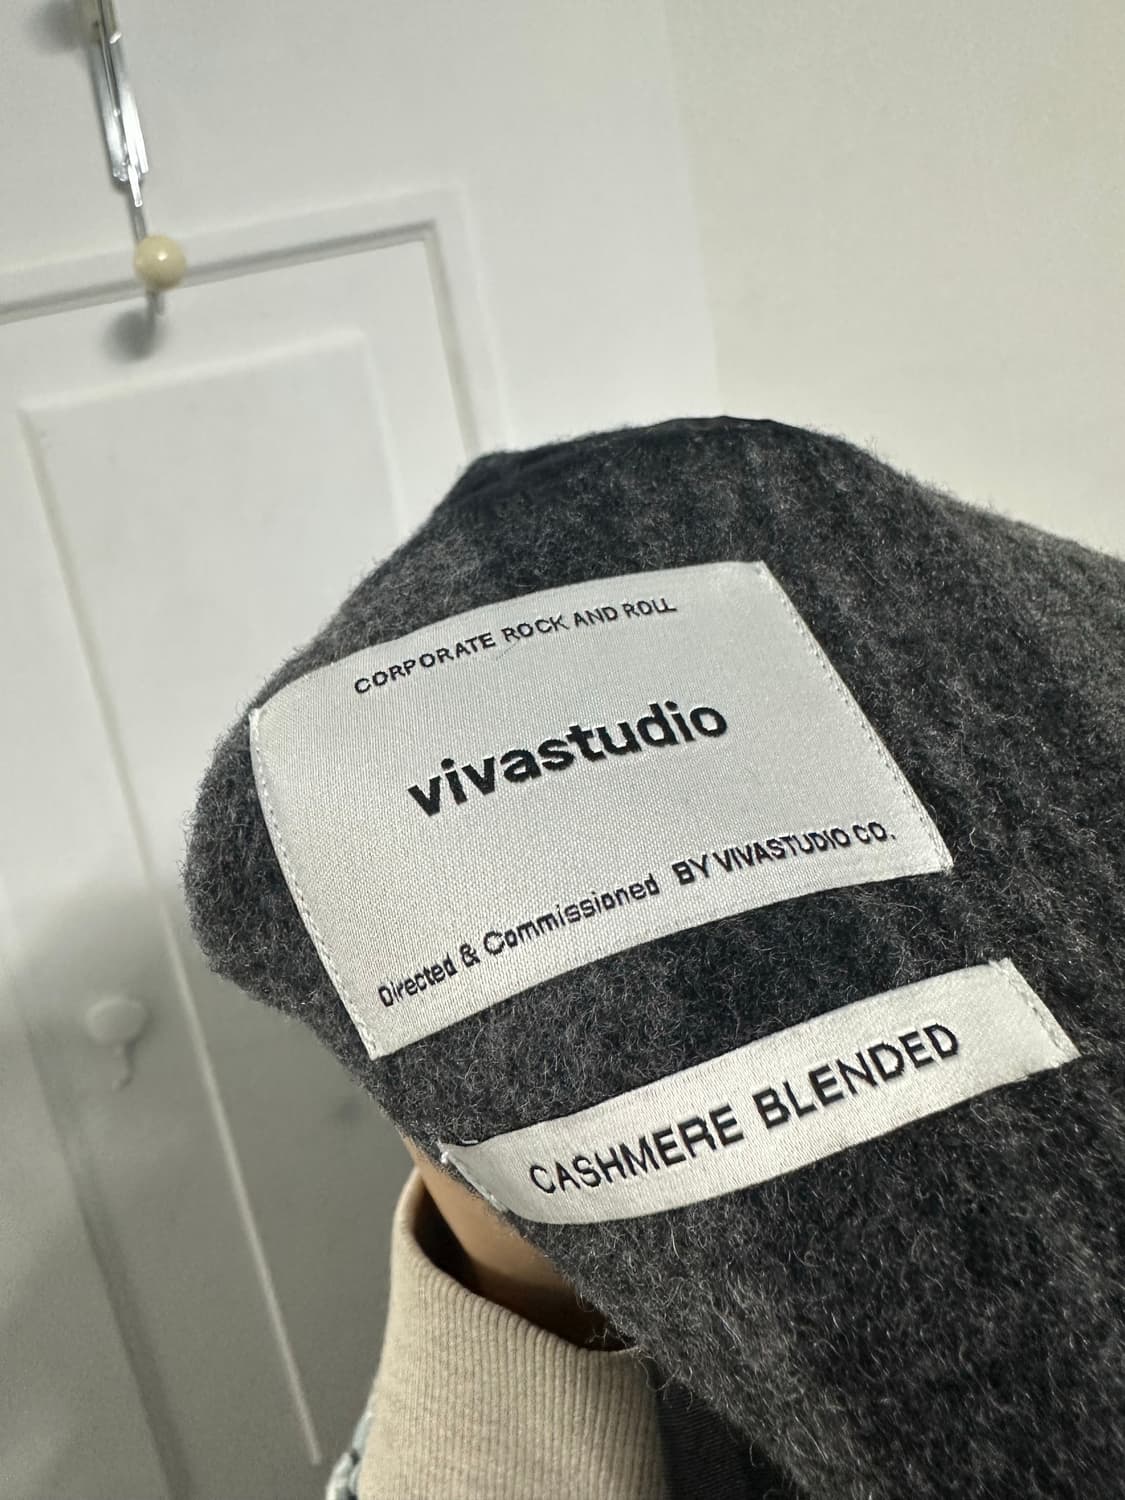 CORPORATE ROCK AND ROLL
vivastudio
Directed & Commissioned BY VIVASTUDIO CO.
CASHMERE BLENDED